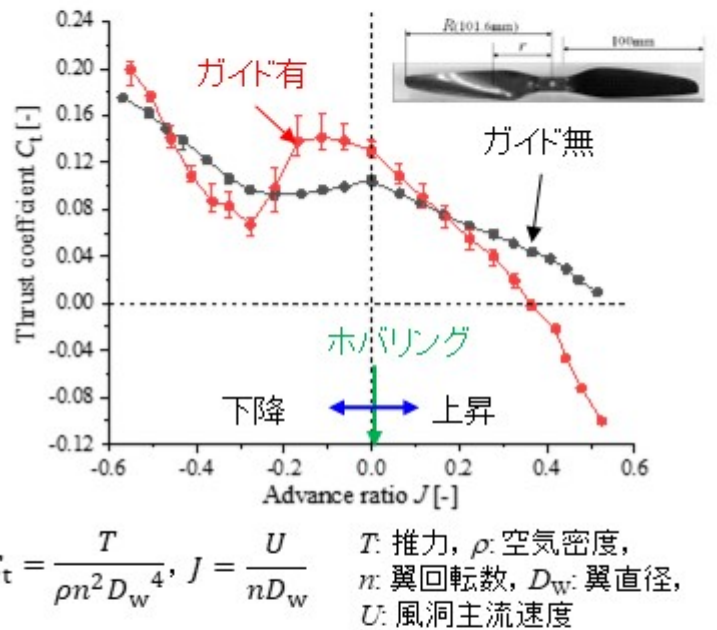 R(101.6mm)
r
100mm
0.24
0.20
0.16
0.12
0.08
0.04
0.00
-0.04
-0.08
-0.12
Thrust coeffcient Ct [-]
ガイド有
ガイド無
ホバリング
下降
上昇
-0.6
-0.4
-0.2
0.0
0.2
0.4
0.6
Advance ratio J [-]
t = T / ρn² Dw⁴, J = U / nDw
T: 推力, ρ: 空気密度,
n: 翼回転数, DW: 翼直径,
U: 風洞主流速度